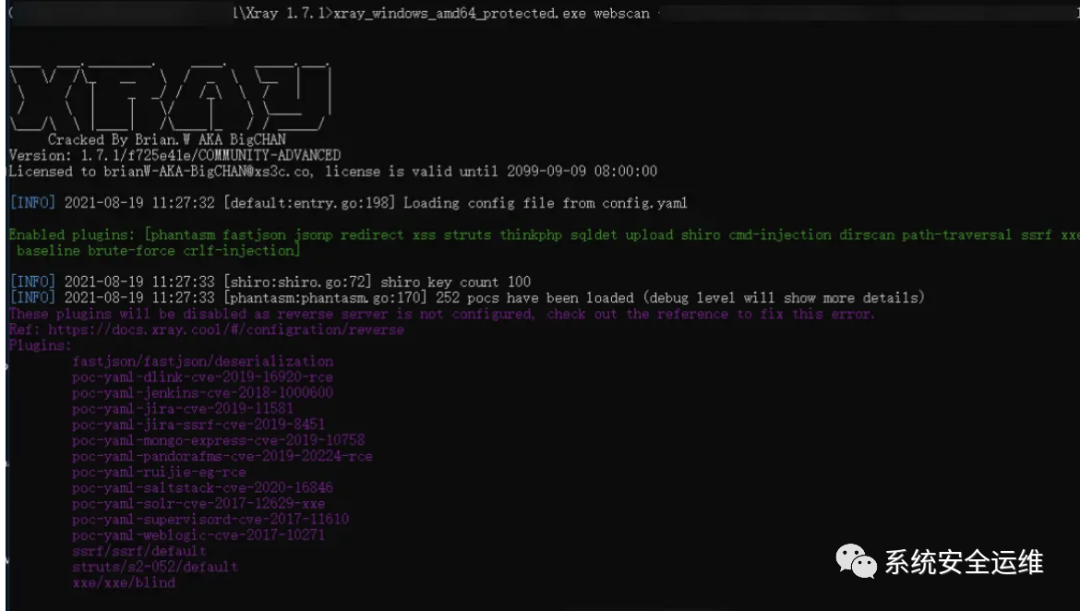 l\Xray 1.7.1>xray_windows_amd64_protected.exe webscan
XRAY
Cracked By Brian.W AKA BigCHAN
Version: 1.7.1/f725e41e/COMMUNITY-ADVANCED
Licensed to brianW-AKA-BigCHAN@xs3c.co, license is valid until 2099-09-09 08:00:00
[INFO] 2021-08-19 11:27:32 [default:entry.go:198] Loading config file from config.yaml
Enabled plugins: [phantasm fastjson jsonp redirect xss struts thinkphp sqldet upload shiro cmd-injection dirscan path-traversal ssrf xxe
baseline brute-force crlf-injection]
[INFO] 2021-08-19 11:27:33 [shiro:shiro.go:72] shiro key count 100
[INFO] 2021-08-19 11:27:33 [phantasm:phantasm.go:170] 252 pocs have been loaded (debug level will show more details)
These plugins will be disabled as reverse server is not configured, check out the reference to fix this error.
Ref: https://docs.xray.cool/#/configration/reverse
Plugins:
fastjson/fastjson/deserialization
poc-yaml-dlink-cve-2019-16920-rce
poc-yaml-jenkins-cve-2018-1000600
poc-yaml-jira-cve-2019-11581
poc-yaml-jira-ssrf-cve-2019-8451
poc-yaml-mongo-express-cve-2019-10758
poc-yaml-pandorafms-cve-2019-20224-rce
poc-yaml-ruijie-eg-rce
poc-yaml-saltstack-cve-2020-16846
poc-yaml-solr-cve-2017-12629-xxe
poc-yaml-supervisord-cve-2017-11610
poc-yaml-weblogic-cve-2017-10271
ssrf/ssrf/default
struts/s2-052/default
xxe/xxe/blind
系统安全运维